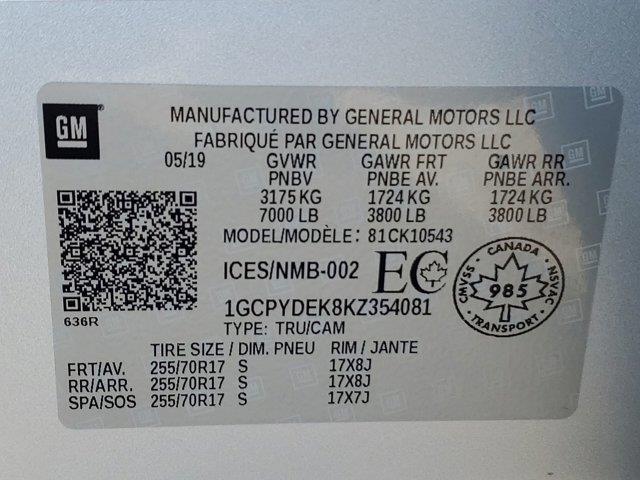 GM
MANUFACTURED BY GENERAL MOTORS LLC
FABRIQUÉ PAR GENERAL MOTORS LLC
05/19 GVWR GAWR FRT GAWR RR
PNBV PNBE AV. PNBE ARR.
3175 KG 1724 KG 1724 KG
7000 LB 3800 LB 3800 LB
MODEL/MODÈLE: 81CK10543
ICES/NMB-002 EC
CANADA
CMVSS 985 NSVAC
TRANSPORT
1GCPYDEK8KZ354081
636R
TYPE: TRU/CAM
TIRE SIZE / DIM. PNEU RIM / JANTE
FRT/AV. 255/70R17 S 17X8J
RR/ARR. 255/70R17 S 17X8J
SPA/SOS 255/70R17 S 17X7J